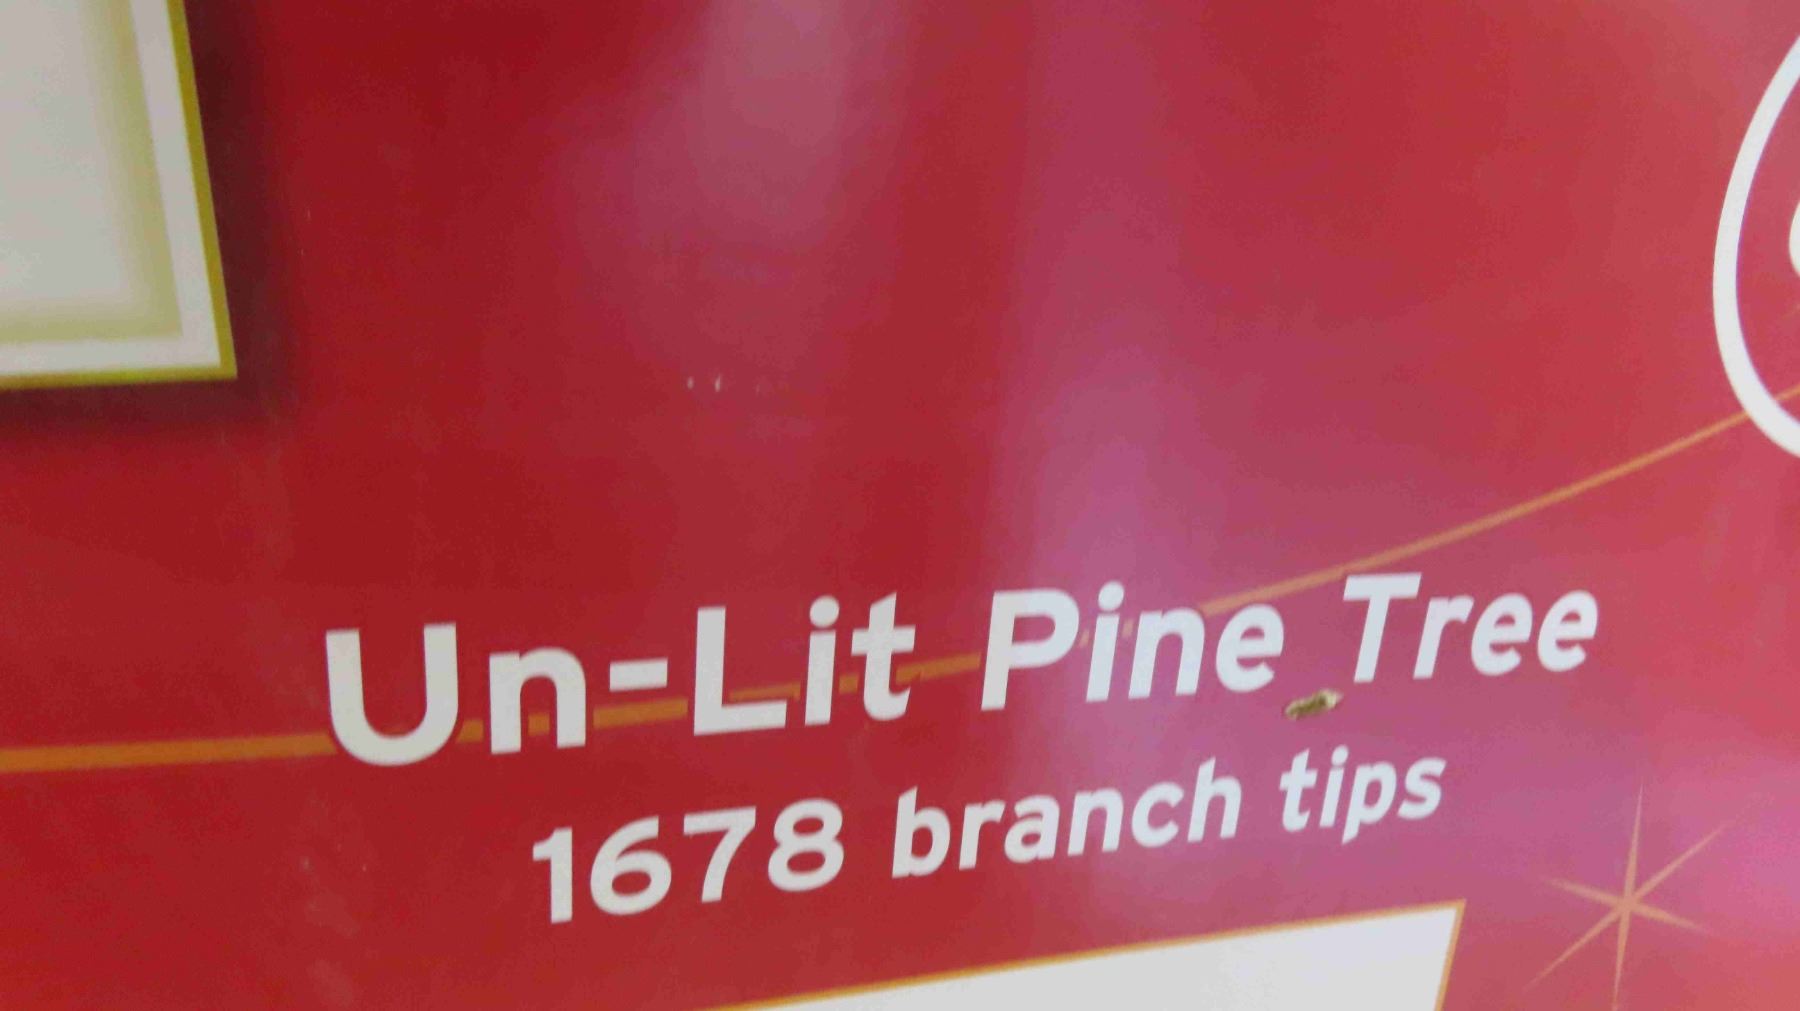 Un-Lit Pine Tree
1678 branch tips